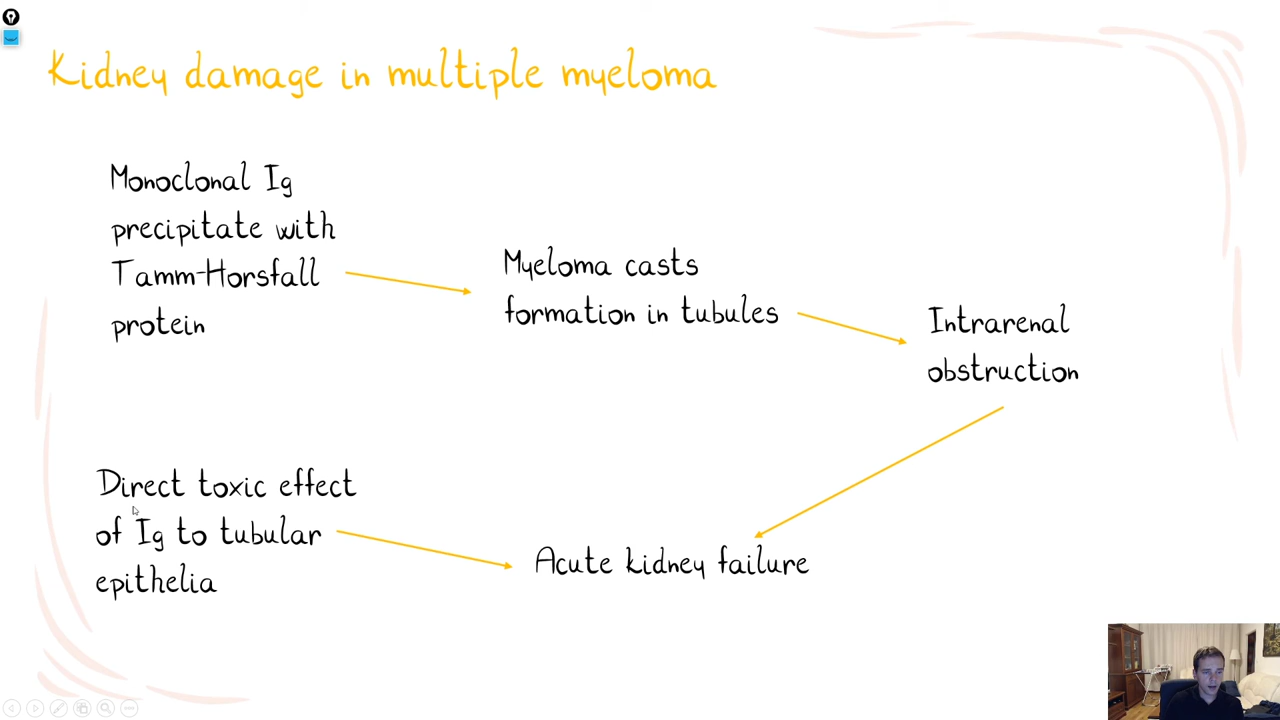 Kidney damage in multiple myeloma
Monoclonal Ig
precipitate with
Tamm-Horsfall
protein
Myeloma casts
formation in tubules
Intrarenal
obstruction
Direct toxic effect
of Ig to tubular
epithelia
Acute kidney failure